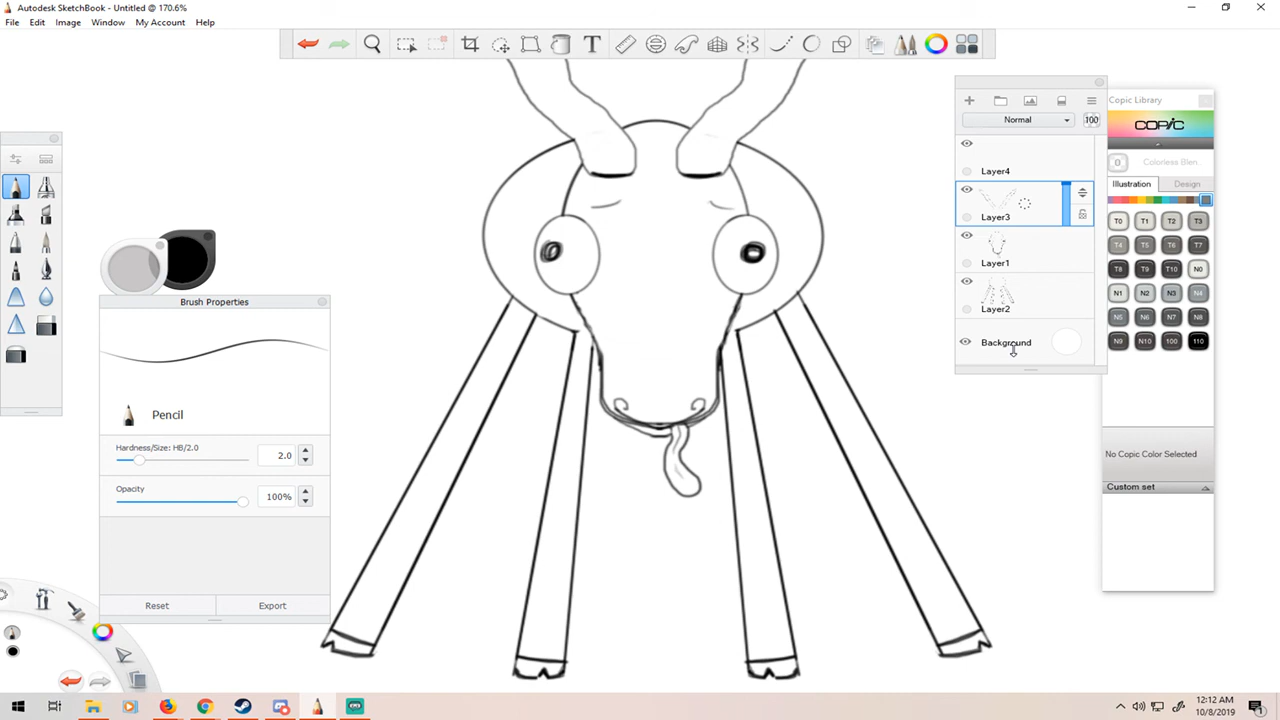 Autodesk SketchBook - Untitled @ 170.6%
File Edit Image Window My Account Help
T
Normal 100
Layer4
Layer3
Layer1
Layer2
Background
Copic Library
COPIC
0 Colorless Blen
Illustration Design
T0 T1 T2 T3
T4 T5 T6 T7
T8 T9 T10 N0
N1 N2 N3 N4
N5 N6 N7 N8
N9 N10 100 110
No Copic Color Selected
Custom set
Brush Properties
Pencil
Hardness/Size: HB/2.0
2.0
Opacity
100%
Reset Export
12:12 AM
10/8/2019
1